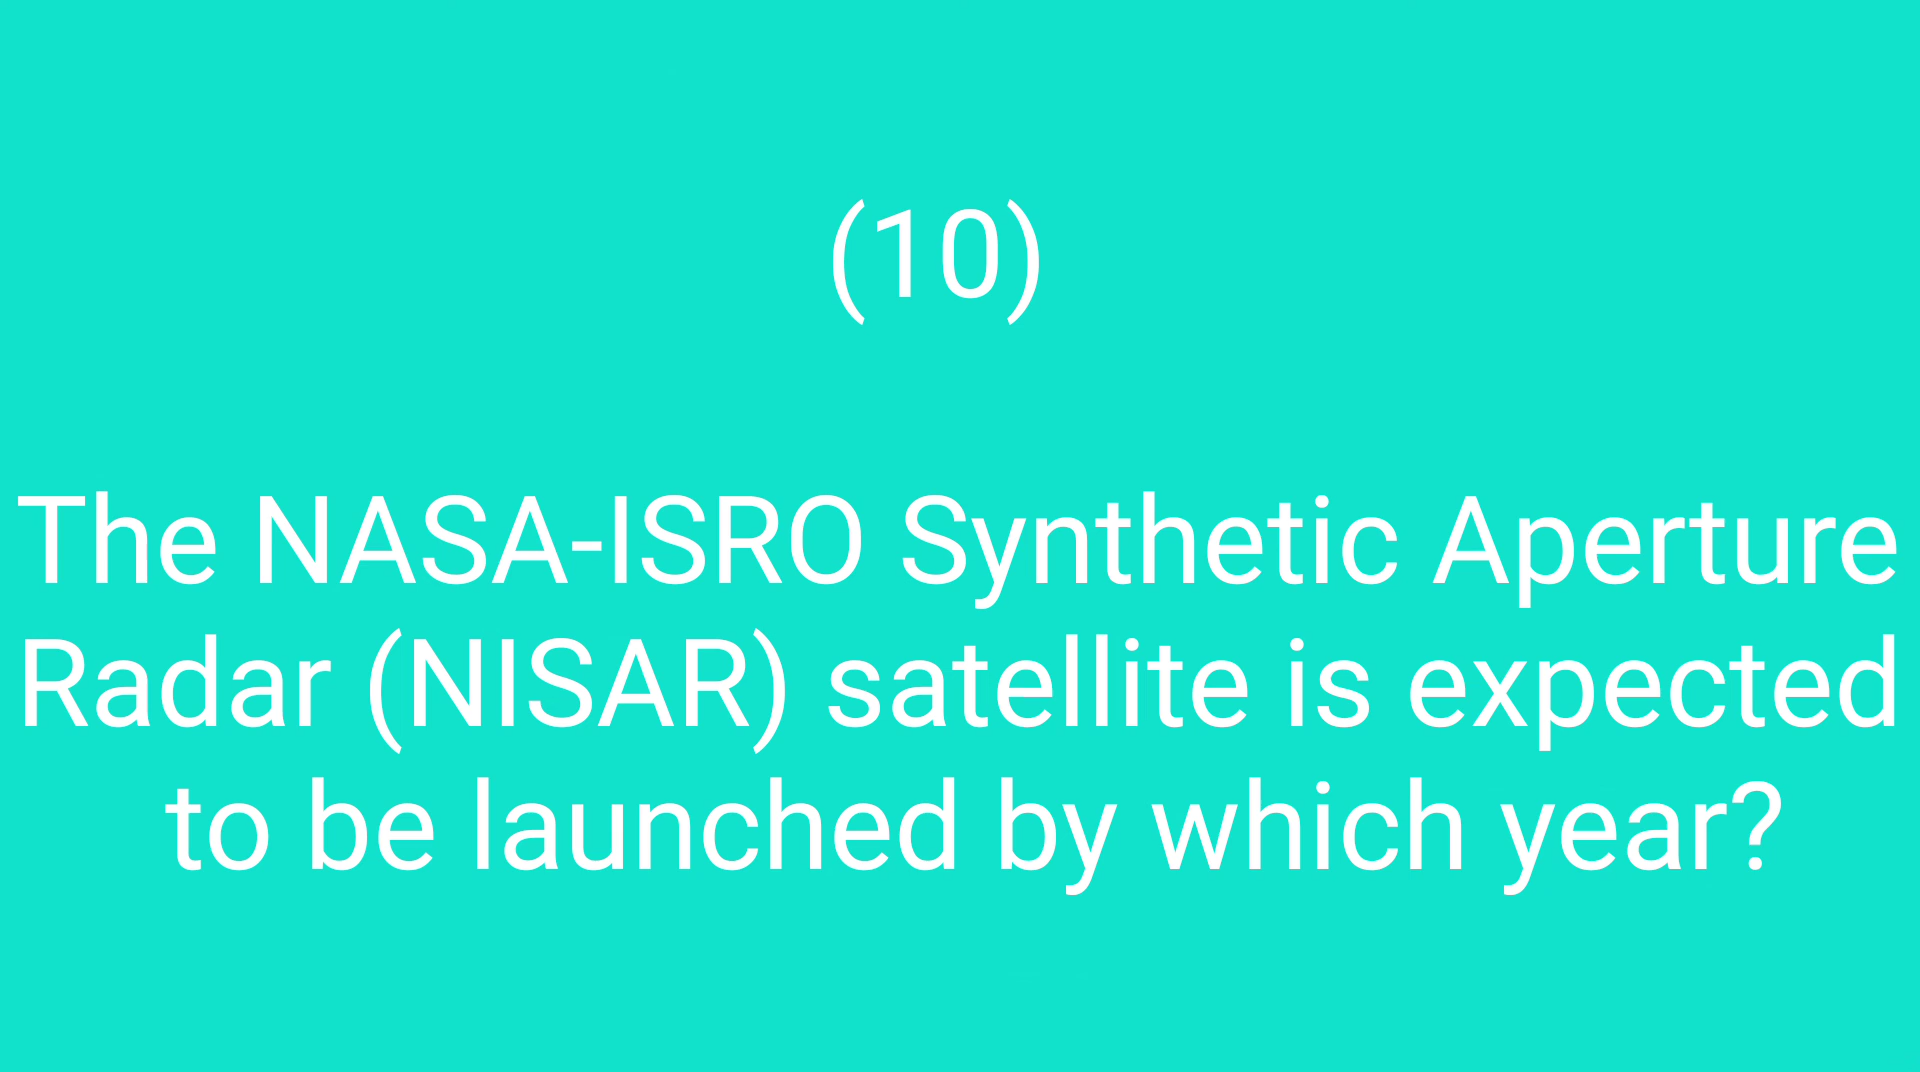 (10)
The NASA-ISRO Synthetic Aperture
Radar (NISAR) satellite is expected
to be launched by which year?